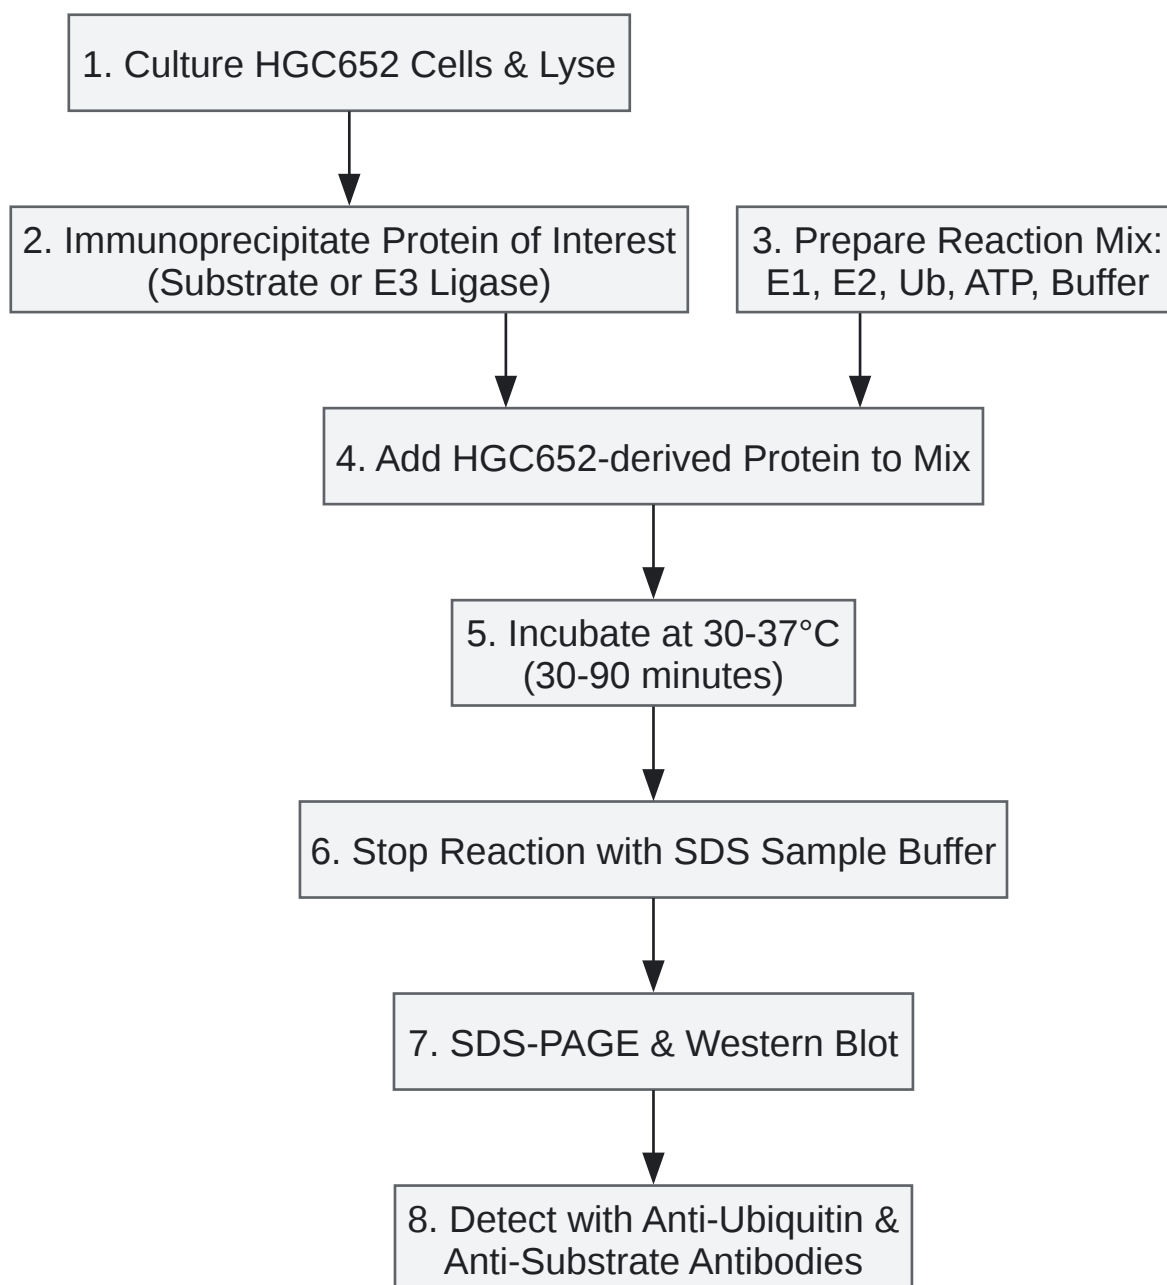 1. Culture HGC652 Cells & Lyse
2. Immunoprecipitate Protein of Interest
(Substrate or E3 Ligase)
3. Prepare Reaction Mix:
E1, E2, Ub, ATP, Buffer
4. Add HGC652-derived Protein to Mix
5. Incubate at 30-37°C
(30-90 minutes)
6. Stop Reaction with SDS Sample Buffer
7. SDS-PAGE & Western Blot
8. Detect with Anti-Ubiquitin &
Anti-Substrate Antibodies